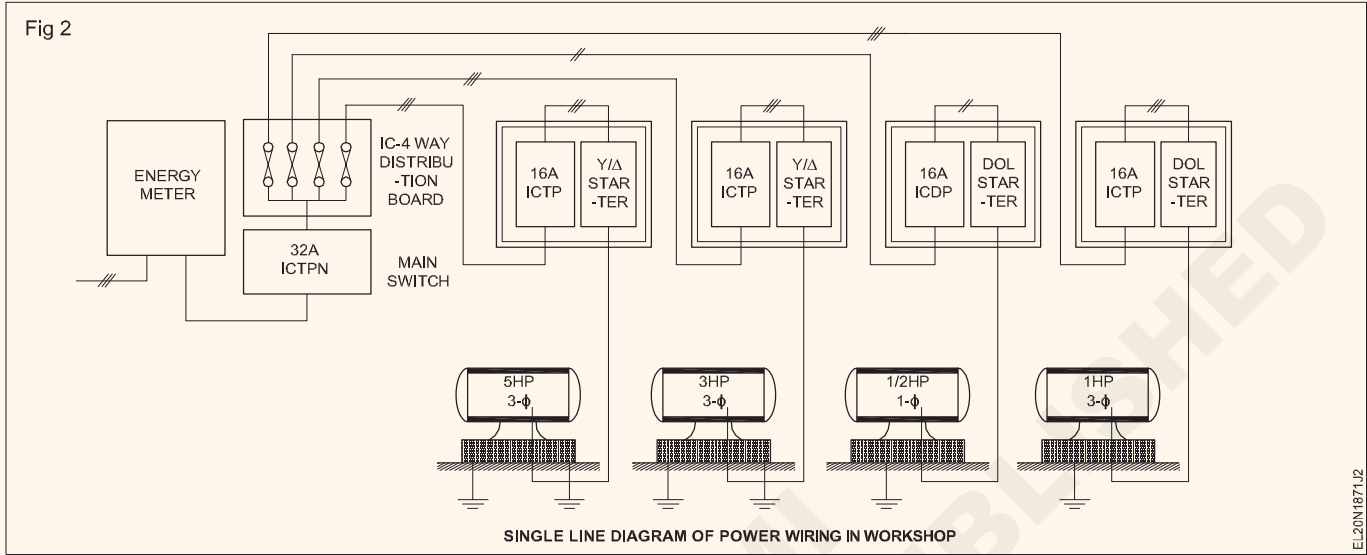 Fig 2
ENERGY
METER
IC-4 WAY
DISTRIBU
-TION
BOARD
32A
ICTPN
MAIN
SWITCH
16A
ICTP
Y/Δ
STAR
-TER
16A
ICTP
Y/Δ
STAR
-TER
16A
ICDP
DOL
STAR
-TER
16A
ICTP
DOL
STAR
-TER
5HP
3-ϕ
3HP
3-ϕ
1/2HP
1-ϕ
1HP
3-ϕ
SINGLE LINE DIAGRAM OF POWER WIRING IN WORKSHOP
EL20N1871J2